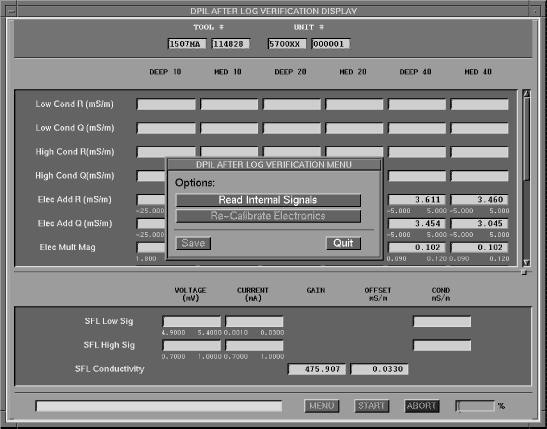 DPIL AFTER LOG VERIFICATION DISPLAY
TOOL # UNIT #
1507MA 114828 5700XX 000001
DEEP 10 MED 10 DEEP 20 MED 20 DEEP 40 MED 40
Low Cond R (mS/m)
Low Cond Q (mS/m)
High Cond R(mS/m)
High Cond Q(mS/m)
DPIL AFTER LOG VERIFICATION MENU
Options:
Read Internal Signals
Re-Calibrate Electronics
Save Quit
Elec Add R (mS/m) 3.611 3.460
-25.000 -5.000 5.000 -5.000 5.000
Elec Add Q (mS/m) 3.454 3.045
-25.000 -5.000 5.000 -5.000 5.000
Elec Mult Mag 0.102 0.102
1.800 0.090 0.120 0.090 0.120
VOLTAGE CURRENT GAIN OFFSET COND
(mV) (mA) mS/m mS/m
SFL Low Sig
4.9000 5.4000 0.0010 0.0300
SFL High Sig
0.7000 1.0000 0.7000 1.0000
SFL Conductivity 475.907 0.0330
MENU START ABORT %